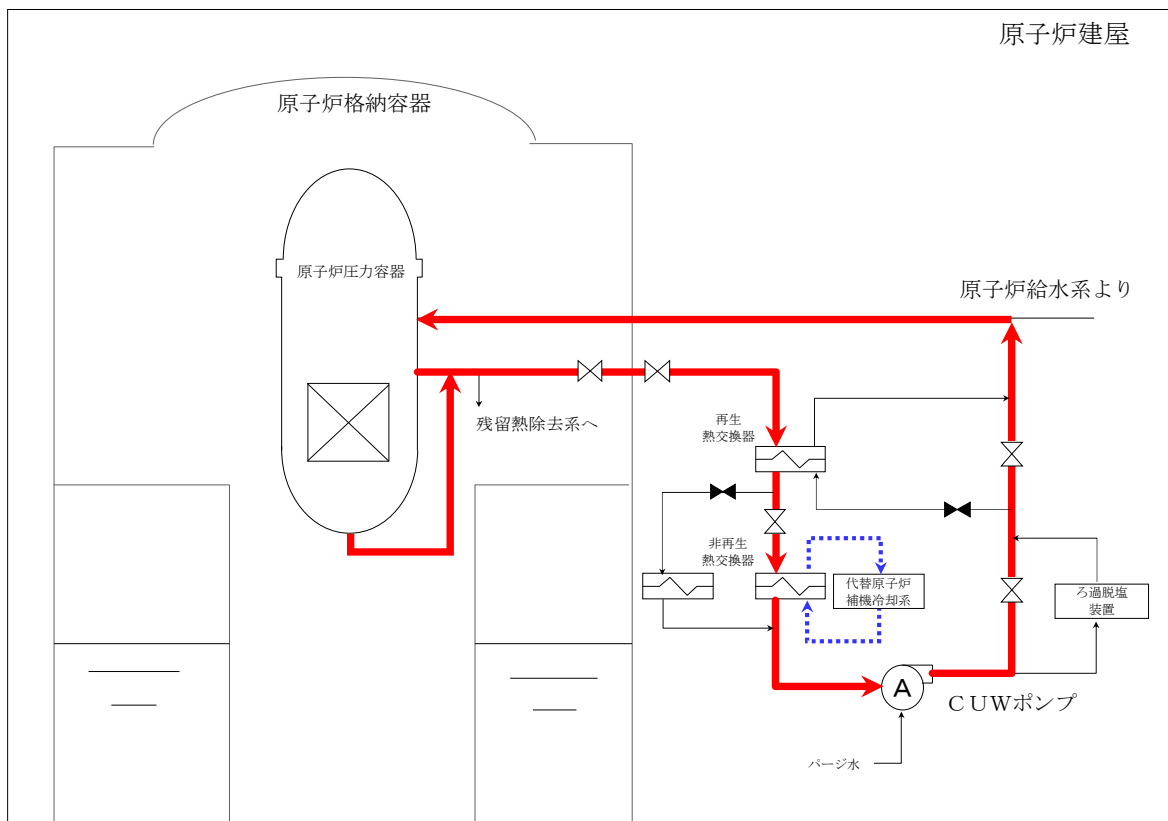 原子炉建屋
原子炉格納容器
原子炉圧力容器
原子炉給水系より
残留熱除去系へ
再生
熱交換器
非再生
熱交換器
代替原子炉
補機冷却系
ろ過脱塩
装置
A
CUWポンプ
パージ水